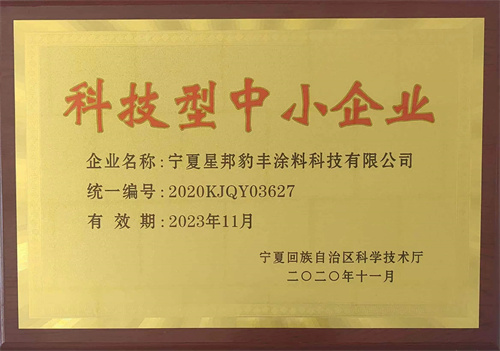 科技型中小企业
企业名称:宁夏星邦豹丰涂料科技有限公司
统一编号:2020KJQY03627
有效期:2023年11月
宁夏回族自治区科学技术厅
二〇二〇年十一月